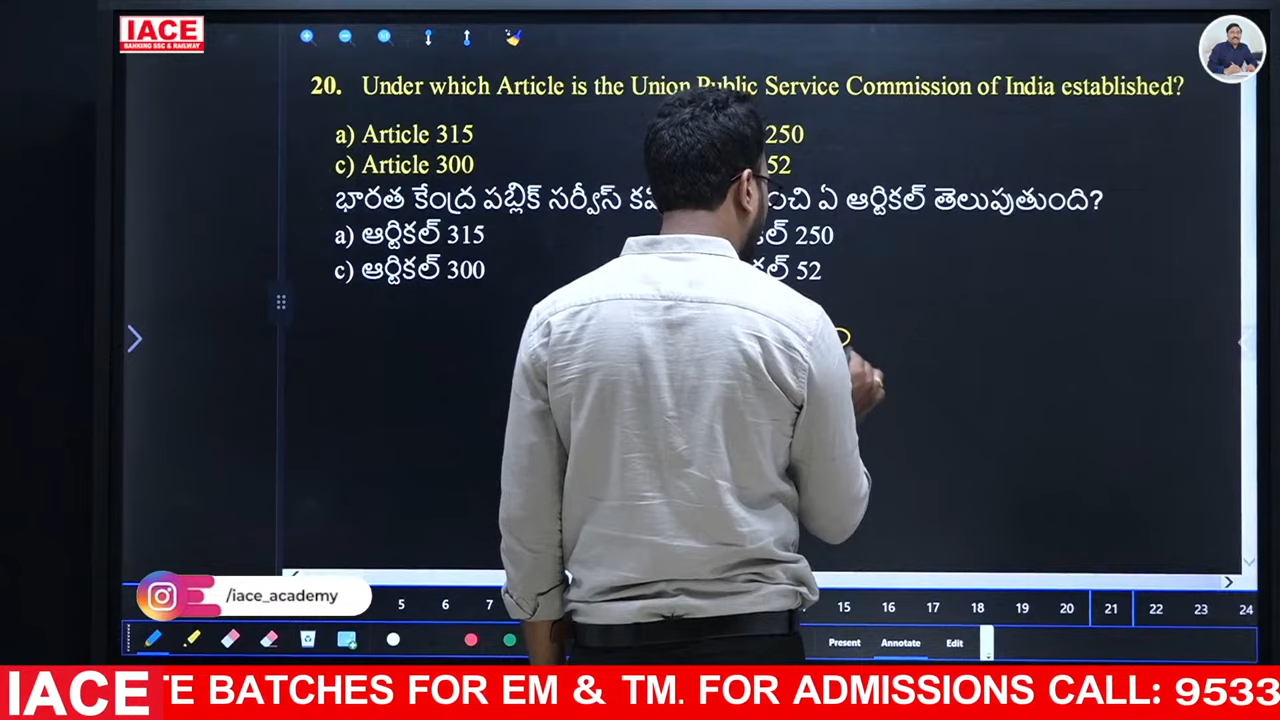 IACE
BANKING SSC & RAILWAY
20. Under which Article is the Union Public Service Commission of India established?
a) Article 315 250
c) Article 300 52
భారత కేంద్ర పబ్లిక్ సర్వీస్ ఏ ఆర్టికల్ తెలుపుతుంది?
a) ఆర్టికల్ 315 250
c) ఆర్టికల్ 300 52
/iace_academy
5 6 7 15 16 17 18 19 20 21 22 23 24
Present Annotate Edit
IACE BATCHES FOR EM & TM. FOR ADMISSIONS CALL: 9533